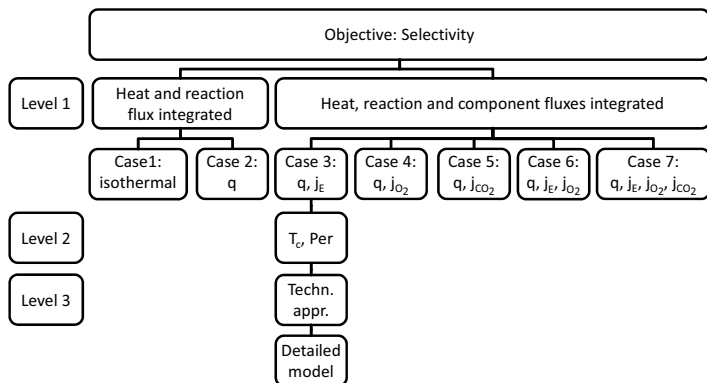 Objective: Selectivity
Level 1
Heat and reaction
flux integrated
Heat, reaction and component fluxes integrated
Case1:
isothermal
Case 2:
q
Case 3:
q, j_E
Case 4:
q, j_O₂
Case 5:
q, j_CO₂
Case 6:
q, j_E, j_O₂
Case 7:
q, j_E, j_O₂, j_CO₂
Level 2
T_c, Per
Level 3
Techn.
appr.
Detailed
model